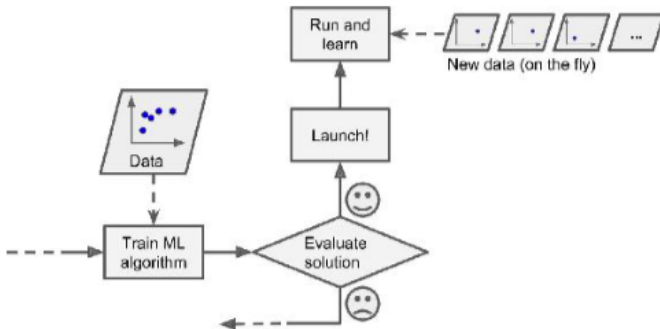 Run and
learn
...
New data (on the fly)
Launch!
Data
Train ML
algorithm
Evaluate
solution